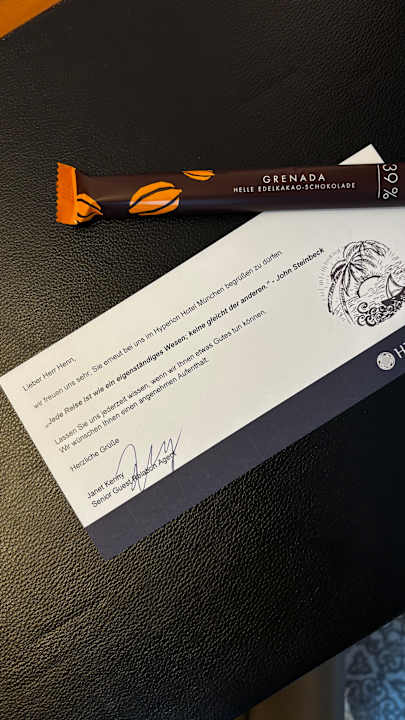 GRENADA
HELLE EDELKAKAO-SCHOKOLADE
39%
Lieber Herr Henn,
wir freuen uns sehr, Sie erneut bei uns im Hyperion Hotel München begrüßen zu dürfen.
„Jede Reise ist wie ein eigenständiges Wesen; keine gleicht der anderen.“ - John Steinbeck
Lassen Sie uns jederzeit wissen, wenn wir Ihnen etwas Gutes tun können.
Wir wünschen Ihnen einen angenehmen Aufenthalt.
Herzliche Grüße
Janet Kenny
Senior Guest Relation Agent